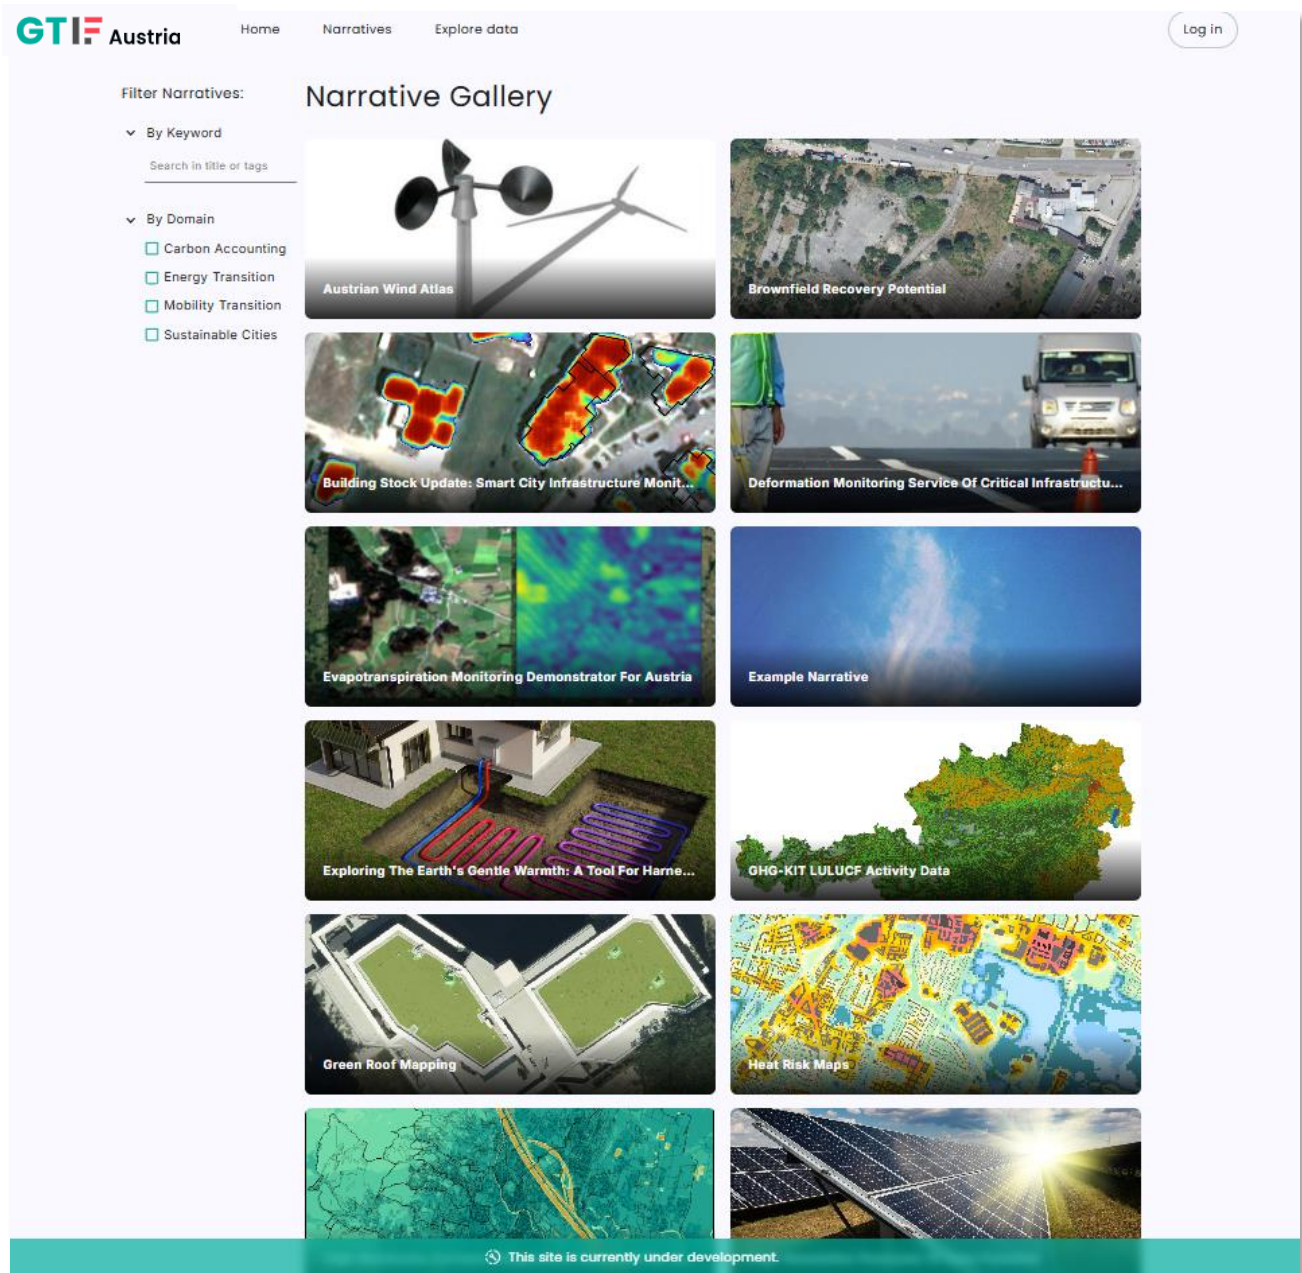 GTIF Austria
Home
Narratives
Explore data
Log in
Filter Narratives:
By Keyword
Search in title or tags
By Domain
Carbon Accounting
Energy Transition
Mobility Transition
Sustainable Cities
Narrative Gallery
Austrian Wind Atlas
Brownfield Recovery Potential
Building Stock Update: Smart City Infrastructure Monit...
Deformation Monitoring Service Of Critical Infrastructu...
Evapotranspiration Monitoring Demonstrator For Austria
Example Narrative
Exploring The Earth's Gentle Warmth: A Tool For Harne...
GHG-KIT LULUCF Activity Data
Green Roof Mapping
Heat Risk Maps
This site is currently under development.